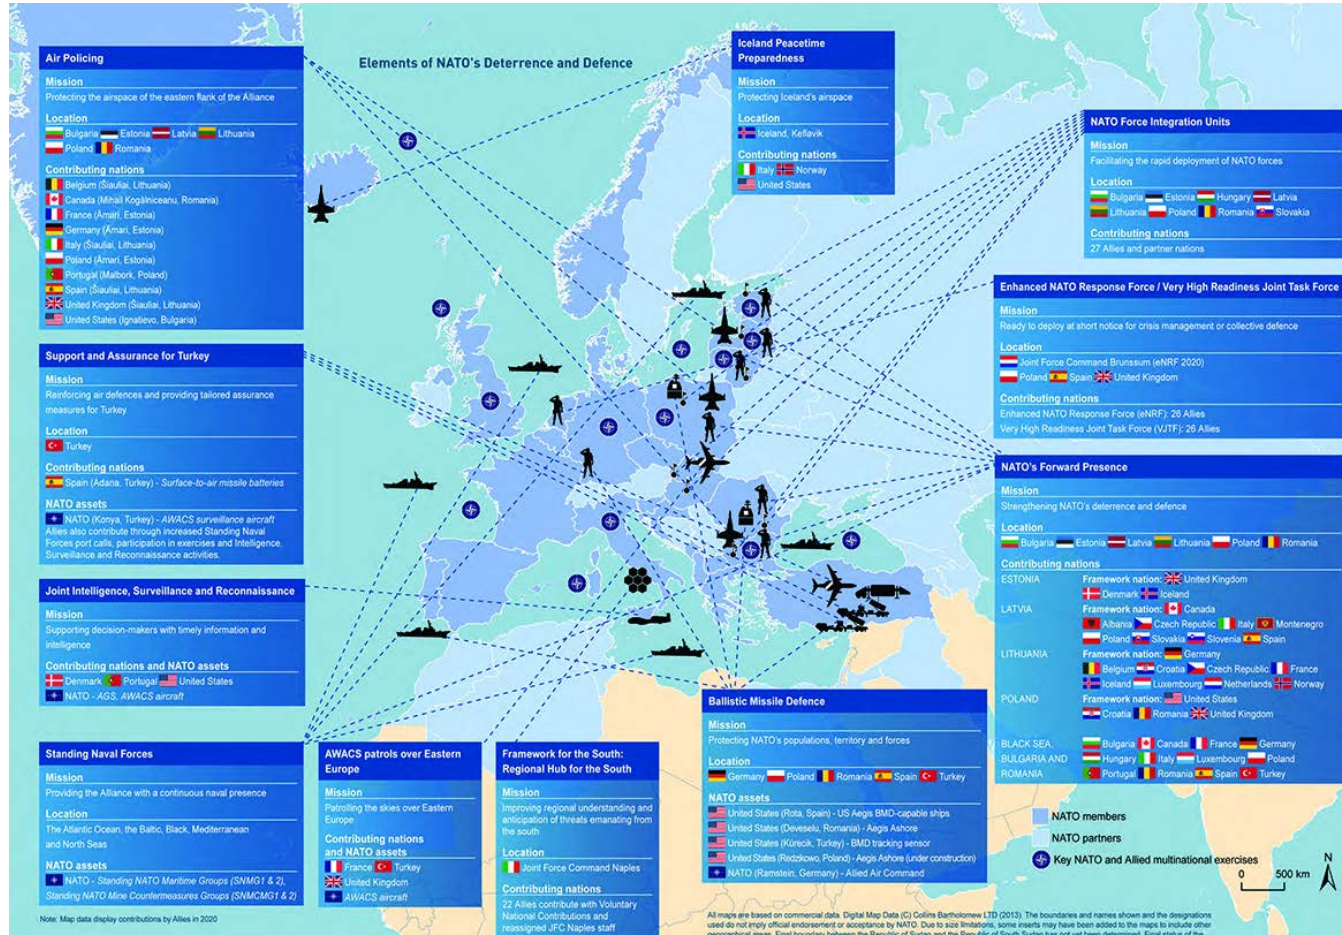 Elements of NATO's Deterrence and Defence
Air Policing
Mission
Protecting the airspace of the eastern flank of the Alliance
Location
Bulgaria Estonia Latvia Lithuania
Poland Romania
Contributing nations
Belgium (Šiauliai, Lithuania)
Canada (Mihail Kogălniceanu, Romania)
France (Ämari, Estonia)
Germany (Ämari, Estonia)
Italy (Šiauliai, Lithuania)
Poland (Ämari, Estonia)
Portugal (Malbork, Poland)
Spain (Šiauliai, Lithuania)
United Kingdom (Šiauliai, Lithuania)
United States (Ignatievo, Bulgaria)
Support and Assurance for Turkey
Mission
Reinforcing air defences and providing tailored assurance
measures for Turkey
Location
Turkey
Contributing nations
Spain (Adana, Turkey) - Surface-to-air missile batteries
NATO assets
NATO (Konya, Turkey) - AWACS surveillance aircraft
Allies also contribute through increased Standing Naval
Forces port calls, participation in exercises and Intelligence,
Surveillance and Reconnaissance activities.
Joint Intelligence, Surveillance and Reconnaissance
Mission
Supporting decision-makers with timely information and
intelligence
Contributing nations and NATO assets
Denmark Portugal United States
NATO - AGS, AWACS aircraft
Standing Naval Forces
Mission
Providing the Alliance with a continuous naval presence
Location
The Atlantic Ocean, the Baltic, Black, Mediterranean
and North Seas
NATO assets
NATO - Standing NATO Maritime Groups (SNMG1 & 2),
Standing NATO Mine Countermeasures Groups (SNMCMG1 & 2)
Note: Map data display contributions by Allies in 2020
AWACS patrols over Eastern
Europe
Mission
Patrolling the skies over Eastern
Europe
Contributing nations
and NATO assets
France Turkey
United Kingdom
AWACS aircraft
Framework for the South:
Regional Hub for the South
Mission
Improving regional understanding and
anticipation of threats emanating from
the south
Location
Joint Force Command Naples
Contributing nations
22 Allies contribute with Voluntary
National Contributions and
reassigned JFC Naples staff
Iceland Peacetime
Preparedness
Mission
Protecting Iceland's airspace
Location
Iceland, Keflavik
Contributing nations
Italy Norway
United States
NATO Force Integration Units
Mission
Facilitating the rapid deployment of NATO forces
Location
Bulgaria Estonia Hungary Latvia
Lithuania Poland Romania Slovakia
Contributing nations
27 Allies and partner nations
Enhanced NATO Response Force / Very High Readiness Joint Task Force
Mission
Ready to deploy at short notice for crisis management or collective defence
Location
Joint Force Command Brunssum (eNRF 2020)
Poland Spain United Kingdom
Contributing nations
Enhanced NATO Response Force (eNRF): 26 Allies
Very High Readiness Joint Task Force (VJTF): 26 Allies
NATO's Forward Presence
Mission
Strengthening NATO's deterrence and defence
Location
Bulgaria Estonia Latvia Lithuania Poland Romania
Contributing nations
ESTONIA Framework nation: United Kingdom
Denmark Iceland
LATVIA Framework nation: Canada
Albania Czech Republic Italy Montenegro
Poland Slovakia Slovenia Spain
LITHUANIA Framework nation: Germany
Belgium Croatia Czech Republic France
Iceland Luxembourg Netherlands Norway
POLAND Framework nation: United States
Croatia Romania United Kingdom
BLACK SEA, Bulgaria Canada France Germany
BULGARIA AND Hungary Italy Luxembourg Poland
ROMANIA Portugal Romania Spain Turkey
Ballistic Missile Defence
Mission
Protecting NATO's populations, territory and forces
Location
Germany Poland Romania Spain Turkey
NATO assets
United States (Rota, Spain) - US Aegis BMD-capable ships
United States (Deveselu, Romania) - Aegis Ashore
United States (Kürecik, Turkey) - BMD tracking sensor
United States (Redzikowo, Poland) - Aegis Ashore (under construction)
NATO (Ramstein, Germany) - Allied Air Command
NATO members
NATO partners
Key NATO and Allied multinational exercises
N
0 500 km
All maps are based on commercial data. Digital Map Data (C) Collins Bartholomew LTD (2013). The boundaries and names shown and the designations
used do not imply official endorsement or acceptance by NATO. Due to size limitations, some inserts may have been added to the maps to include other
geographical areas. Final boundary between the Republic of Sudan and the Republic of South Sudan has not yet been determined. Final status of the